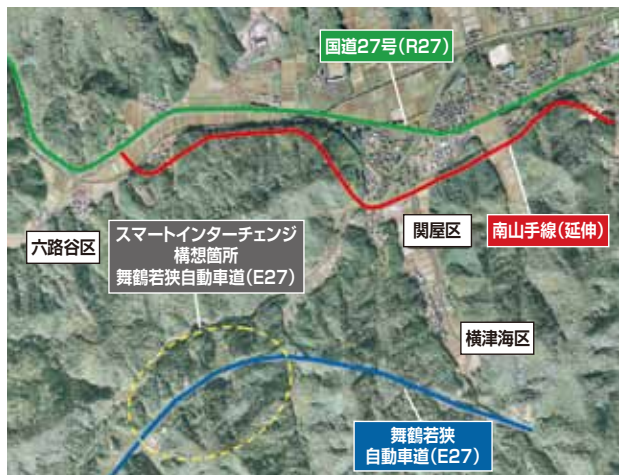 国道27号(R27)
六路谷区
スマートインターチェンジ
構想箇所
舞鶴若狭自動車道(E27)
関屋区
南山手線(延伸)
横津海区
舞鶴若狭
自動車道(E27)